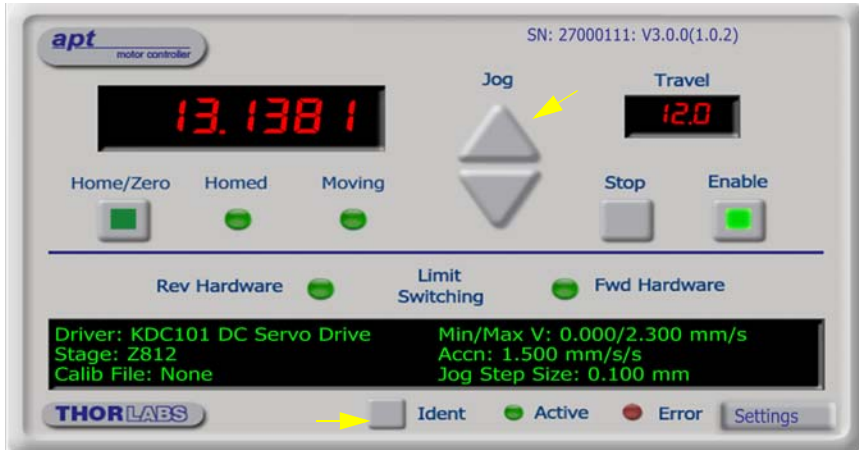 apt
motor controller
SN: 27000111: V3.0.0(1.0.2)
Jog
Travel
13.1381
12.0
Home/Zero Homed Moving
Stop Enable
Rev Hardware
Limit
Switching
Fwd Hardware
Driver: KDC101 DC Servo Drive
Stage: Z812
Calib File: None
Min/Max V: 0.000/2.300 mm/s
Accn: 1.500 mm/s/s
Jog Step Size: 0.100 mm
THORLABS
Ident Active Error Settings